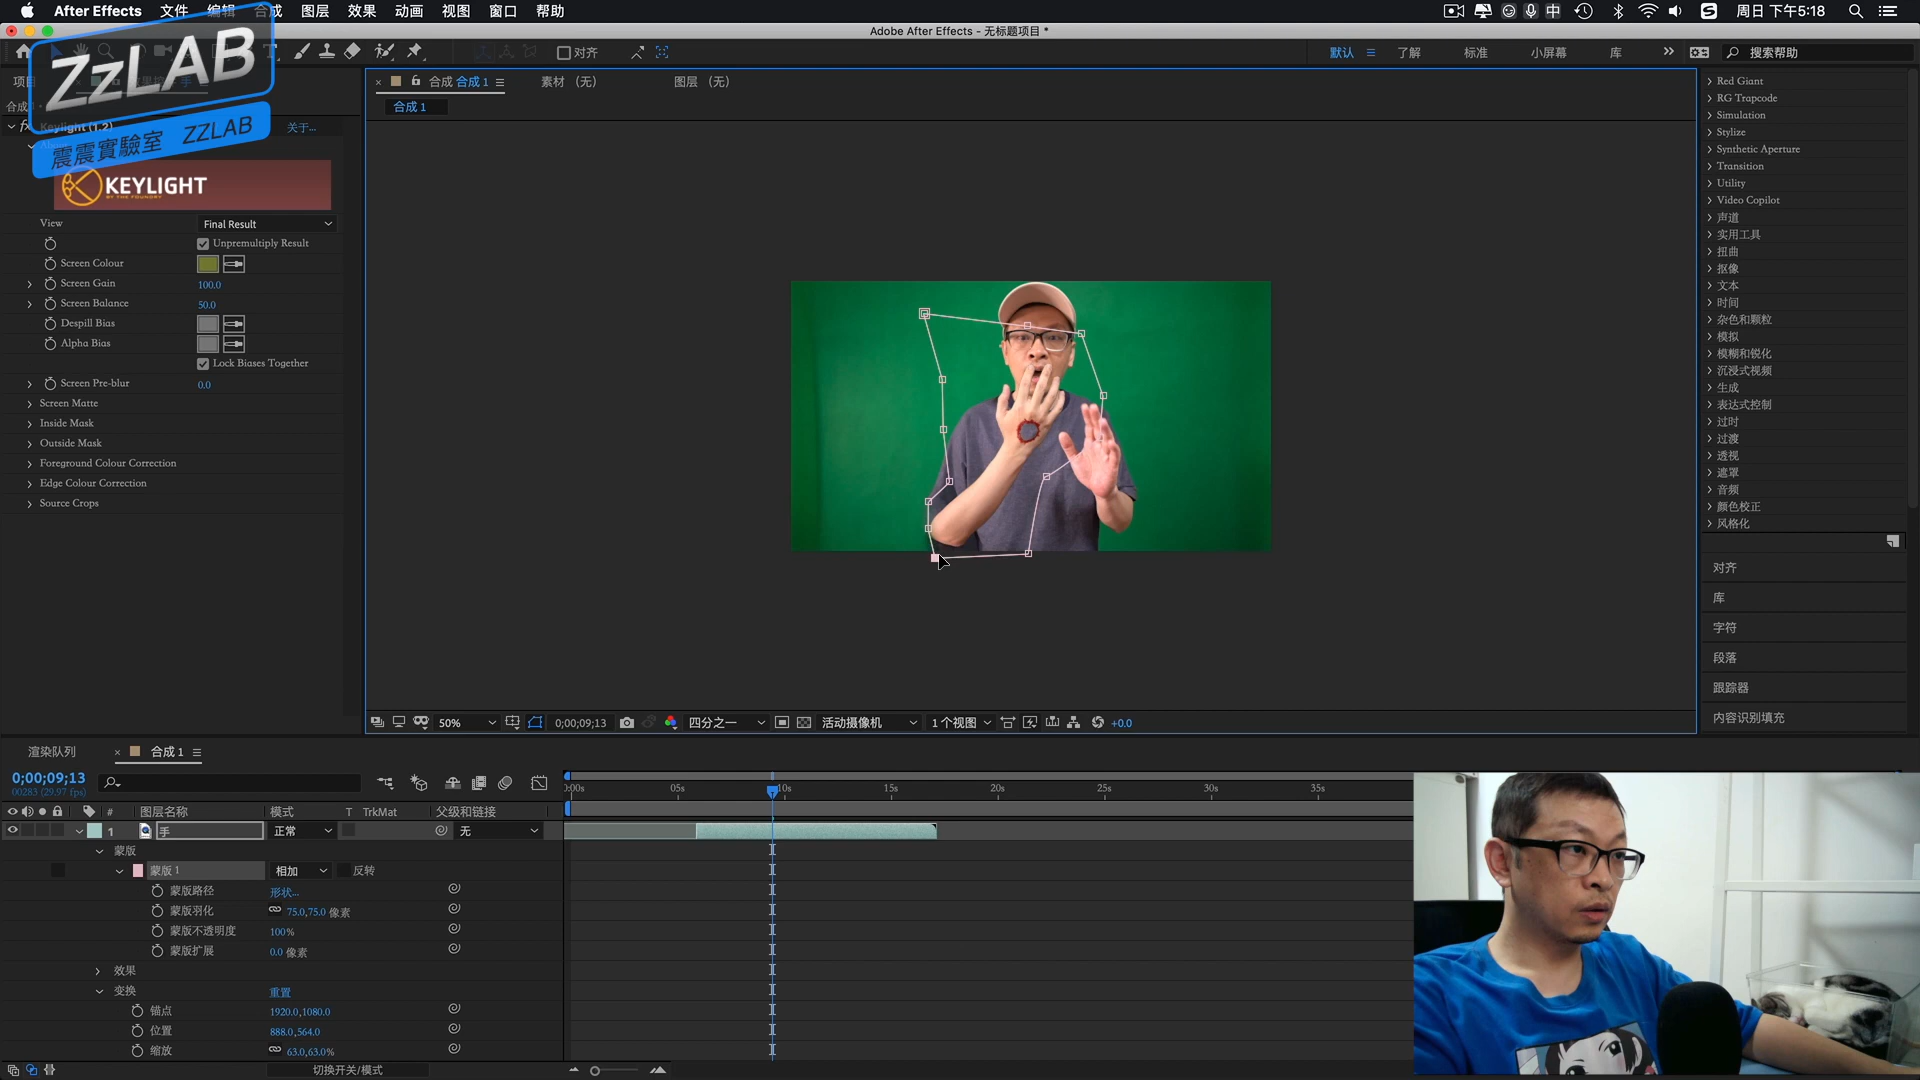 After Effects 文件 编辑 合成 图层 效果 动画 视图 窗口 帮助
中 周日 下午5:18
Adobe After Effects - 无标题项目 *
对齐 默认 了解 标准 小屏幕 库 搜索帮助
ZzLAB
震震實驗室 ZZLAB
合成 合成 1 素材 (无) 图层 (无)
合成 1
Keylight (1.2) 关于...
KEYLIGHT
BY THE FOUNDRY
View Final Result
Unpremultiply Result
Screen Colour
Screen Gain 100.0
Screen Balance 50.0
Despill Bias
Alpha Bias
Lock Biases Together
Screen Pre-blur 0.0
Screen Matte
Inside Mask
Outside Mask
Foreground Colour Correction
Edge Colour Correction
Source Crops
Red Giant
RG Trapcode
Simulation
Stylize
Synthetic Aperture
Transition
Utility
Video Copilot
声道
实用工具
扭曲
抠像
文本
时间
杂色和颗粒
模拟
模糊和锐化
沉浸式视频
生成
表达式控制
过时
过渡
透视
遮罩
音频
颜色校正
风格化
对齐
库
字符
段落
跟踪器
内容识别填充
50% 0;00;09;13 四分之一 活动摄像机 1 个视图 +0.0
渲染队列 合成 1
0;00;09;13
00283 (29.97 fps)
:00s 05s 10s 15s 20s 25s 30s 35s
# 图层名称 模式 T TrkMat 父级和链接
1 手 正常 无
蒙版
蒙版 1 相加 反转
蒙版路径 形状...
蒙版羽化 75.0,75.0 像素
蒙版不透明度 100%
蒙版扩展 0.0 像素
效果
变换 重置
锚点 1920.0,1080.0
位置 888.0,564.0
缩放 63.0,63.0%
切换开关/模式